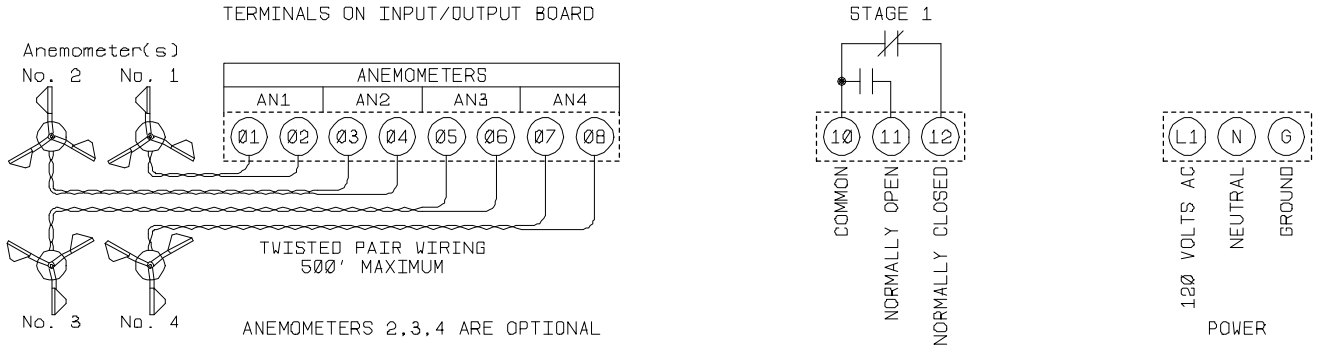 TERMINALS ON INPUT/OUTPUT BOARD
STAGE 1
Anemometer(s)
No. 2 No. 1
ANEMOMETERS
AN1 AN2 AN3 AN4
01 02 03 04 05 06 07 08
10 11 12
L1 N G
COMMON
NORMALLY OPEN
NORMALLY CLOSED
120 VOLTS AC
NEUTRAL
GROUND
TWISTED PAIR WIRING
500' MAXIMUM
No. 3 No. 4
ANEMOMETERS 2,3,4 ARE OPTIONAL
POWER